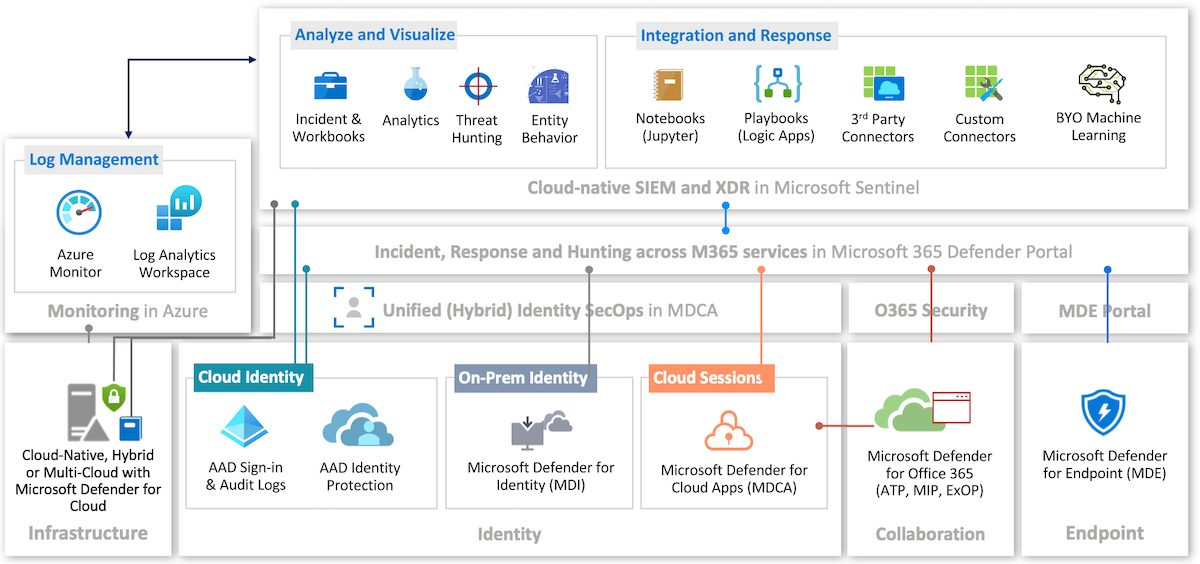 Analyze and Visualize
Incident &
Workbooks
Analytics
Threat
Hunting
Entity
Behavior
Integration and Response
Notebooks
(Jupyter)
Playbooks
(Logic Apps)
3rd Party
Connectors
Custom
Connectors
BYO Machine
Learning
Cloud-native SIEM and XDR in Microsoft Sentinel
Log Management
Azure
Monitor
Log Analytics
Workspace
Monitoring in Azure
Incident, Response and Hunting across M365 services in Microsoft 365 Defender Portal
Unified (Hybrid) Identity SecOps in MDCA
O365 Security
MDE Portal
Cloud-Native, Hybrid
or Multi-Cloud with
Microsoft Defender for
Cloud
Infrastructure
Cloud Identity
AAD Sign-in
& Audit Logs
AAD Identity
Protection
On-Prem Identity
Microsoft Defender for
Identity (MDI)
Cloud Sessions
Microsoft Defender for
Cloud Apps (MDCA)
Identity
Microsoft Defender
for Office 365
(ATP, MIP, ExOP)
Collaboration
Microsoft Defender
for Endpoint (MDE)
Endpoint